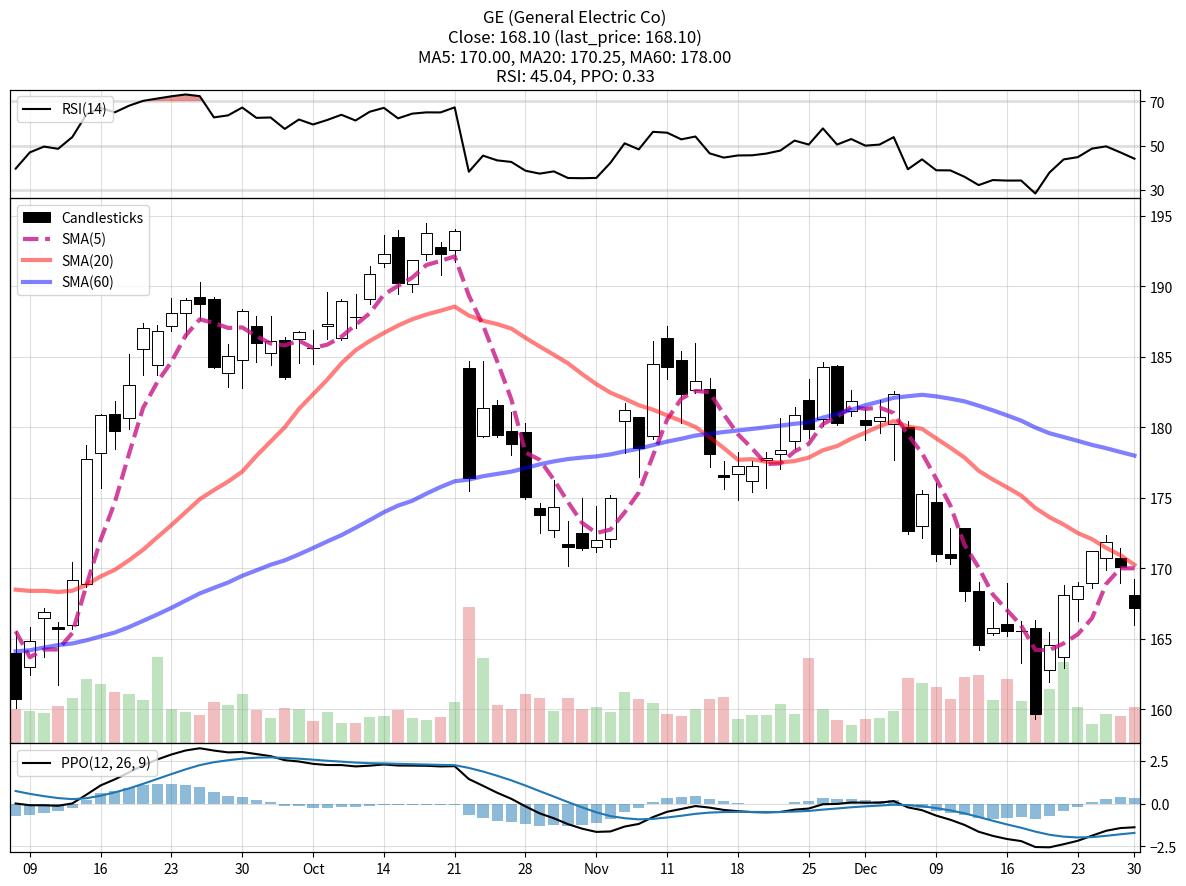 GE (General Electric Co)
Close: 168.10 (last_price: 168.10)
MA5: 170.00, MA20: 170.25, MA60: 178.00
RSI: 45.04, PPO: 0.33
RSI(14)
70
50
30
Candlesticks
SMA(5)
SMA(20)
SMA(60)
195
190
185
180
175
170
165
160
PPO(12, 26, 9)
2.5
0.0
−2.5
09 16 23 30 Oct 14 21 28 Nov 11 18 25 Dec 09 16 23 30